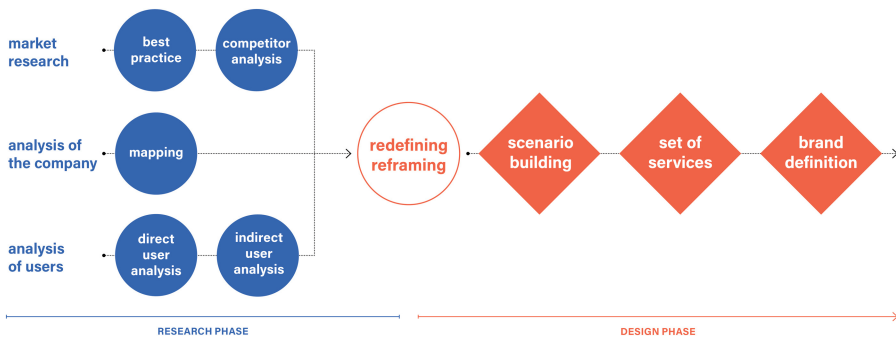 market
research
best
practice
competitor
analysis
analysis of
the company
mapping
analysis
of users
direct
user
analysis
indirect
user
analysis
redefining
reframing
scenario
building
set of
services
brand
definition
RESEARCH PHASE
DESIGN PHASE